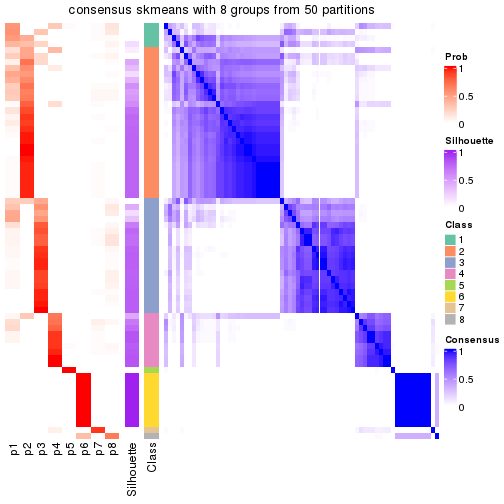 consensus skmeans with 8 groups from 50 partitions
Prob
1
0.5
0
Silhouette
1
0.5
0
Class
1
2
3
4
5
6
7
8
Consensus
1
0.5
0
p1
p2
p3
p4
p5
p6
p7
p8
Silhouette
Class